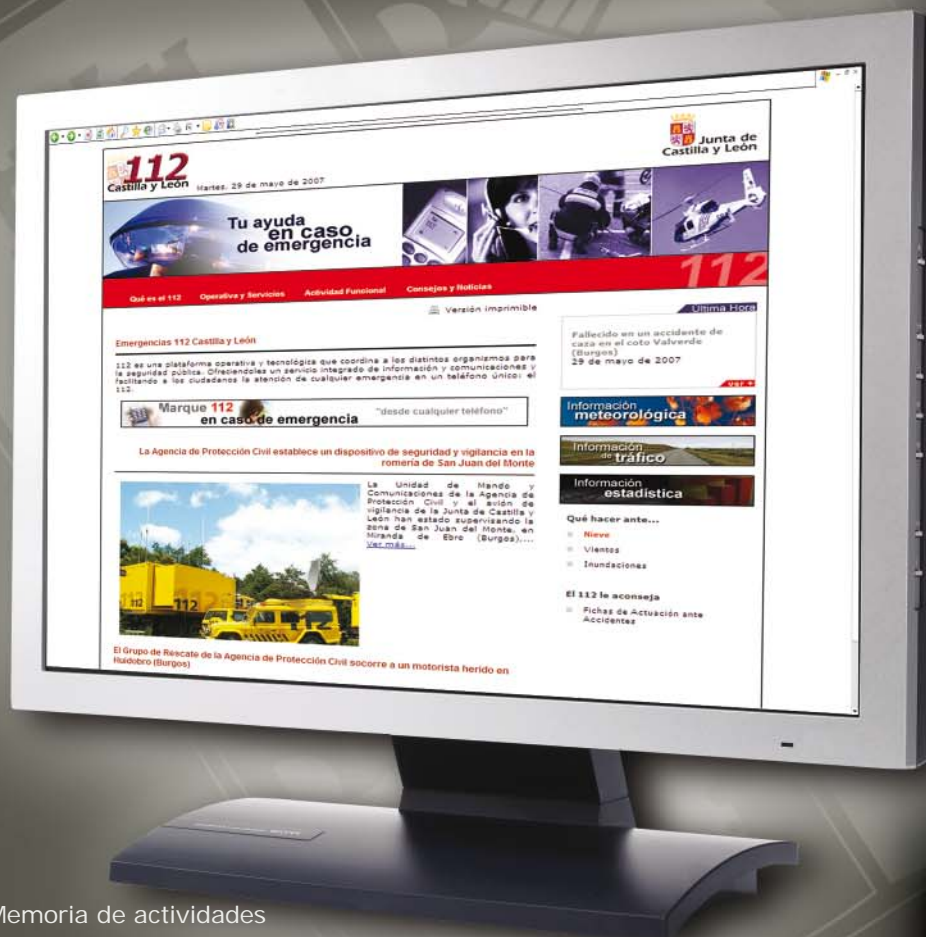 112
Castilla y León
Martes, 29 de mayo de 2007
Junta de
Castilla y León
Tu ayuda
en caso
de emergencia
112
Qué es el 112 Operativa y Servicios Actividad Funcional Consejos y Noticias
Versión imprimible
Emergencias 112 Castilla y León
112 es una plataforma operativa y tecnológica que coordina a los distintos organismos para
la seguridad pública. Ofreciendoles un servicio integrado de información y comunicaciones y
facilitando a los ciudadanos la atención de cualquier emergencia en un teléfono único: el
112.
Marque 112
en caso de emergencia
"desde cualquier teléfono"
La Agencia de Protección Civil establece un dispositivo de seguridad y vigilancia en la
romería de San Juan del Monte
La Unidad de Mando y
Comunicaciones de la Agencia de
Protección Civil y el avión de
vigilancia de la Junta de Castilla y
León han estado supervisando la
zona de San Juan del Monte, en
Miranda de Ebro (Burgos),...
Ver más...
112
112
112
El Grupo de Rescate de la Agencia de Protección Civil socorre a un motorista herido en
Huidobro (Burgos)
Última Hora
Fallecido en un accidente de
caza en el coto Valverde
(Burgos)
29 de mayo de 2007
ver +
Información
meteorológica
Información
de tráfico
Información
estadística
Qué hacer ante...
Nieve
Vientos
Inundaciones
El 112 le aconseja
Fichas de Actuación ante
Accidentes
Memoria de actividades